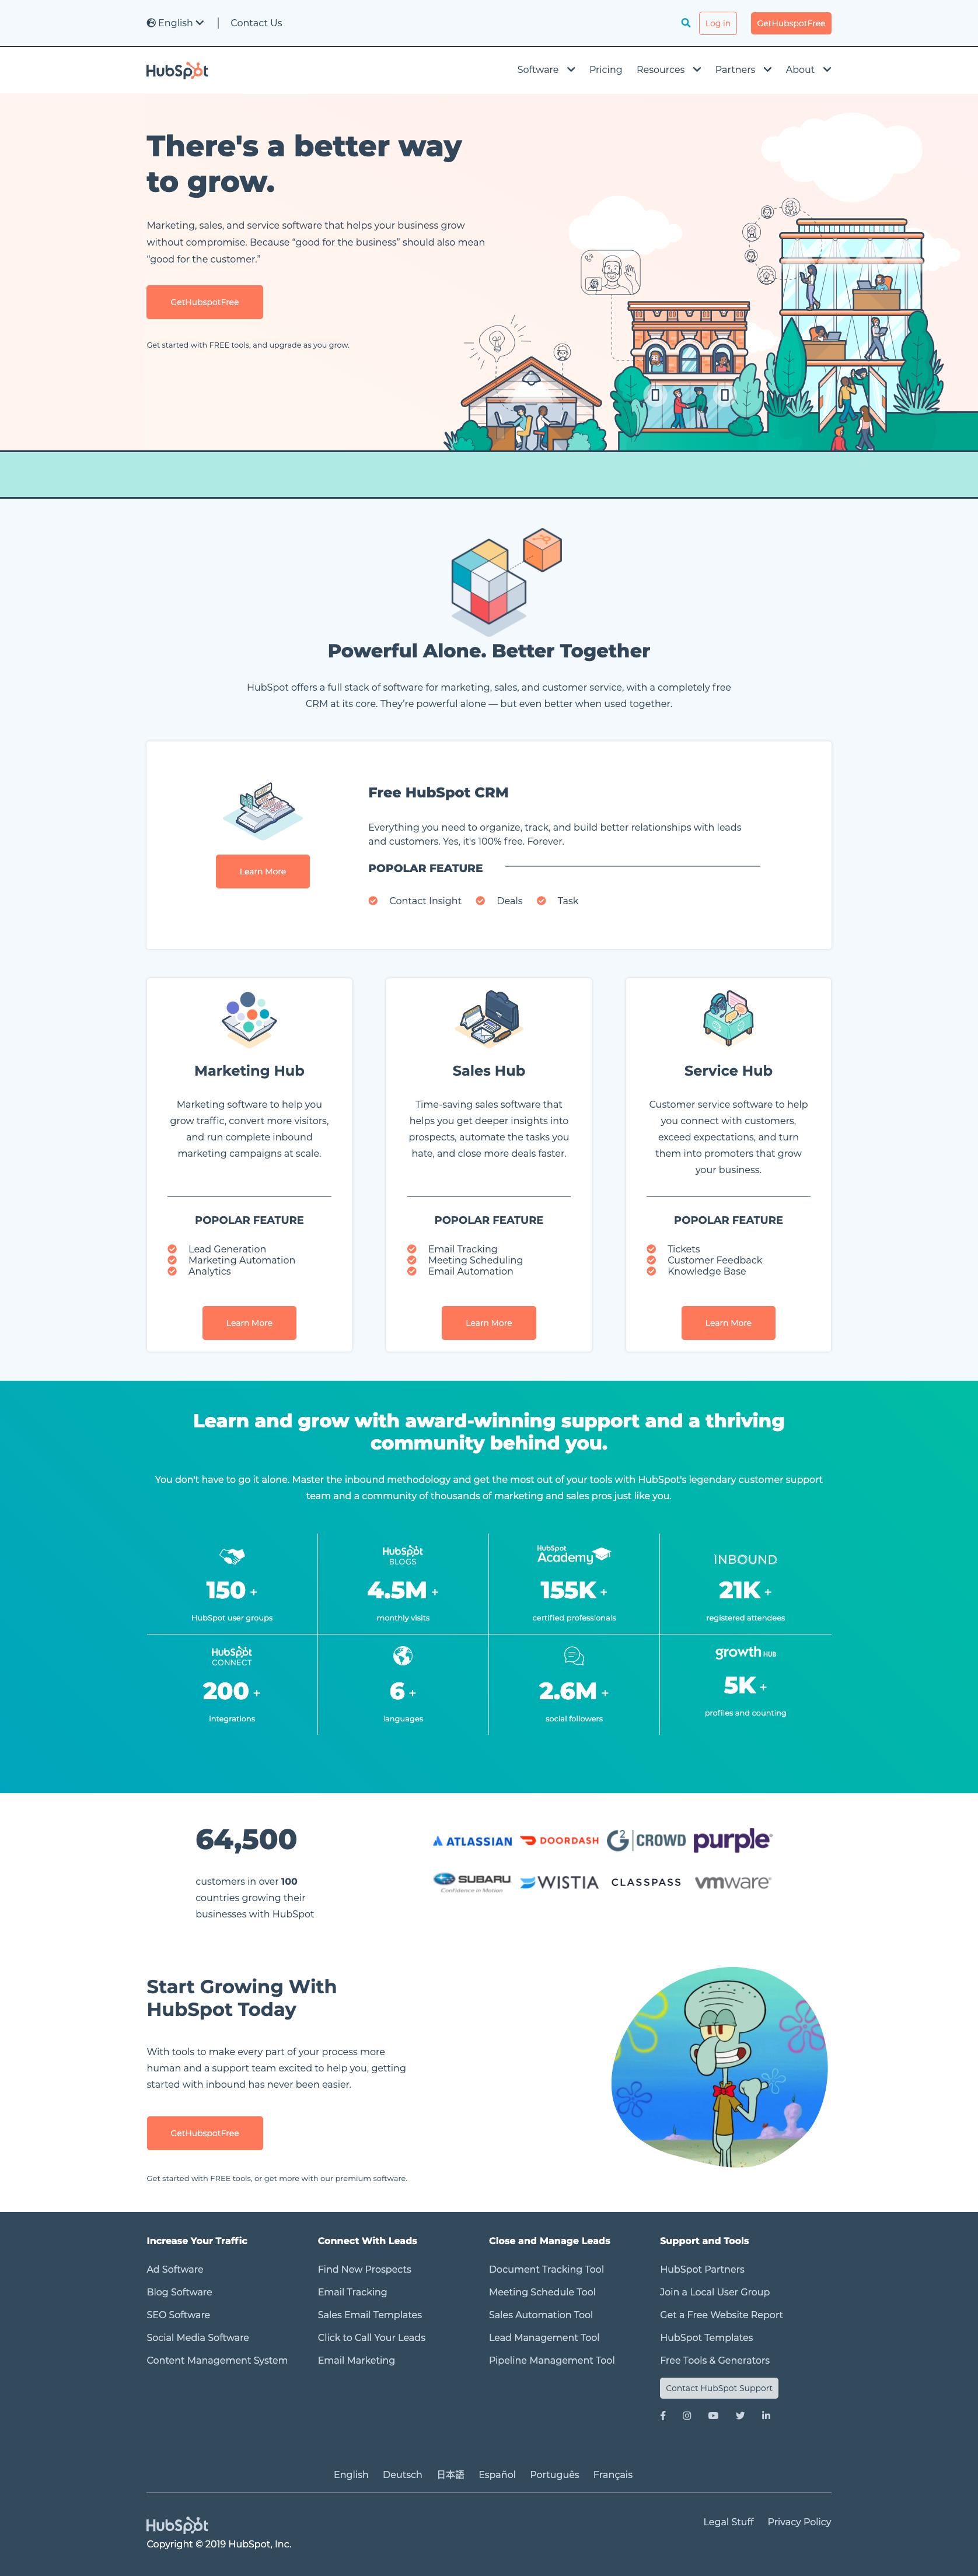 English | Contact Us Log in GetHubspotFree
HubSpot Software Pricing Resources Partners About
There's a better way
to grow.
Marketing, sales, and service software that helps your business grow
without compromise. Because “good for the business” should also mean
“good for the customer.”
GetHubspotFree
Get started with FREE tools, and upgrade as you grow.
Powerful Alone. Better Together
HubSpot offers a full stack of software for marketing, sales, and customer service, with a completely free
CRM at its core. They’re powerful alone — but even better when used together.
Free HubSpot CRM
Everything you need to organize, track, and build better relationships with leads
and customers. Yes, it's 100% free. Forever.
POPOLAR FEATURE
Contact Insight Deals Task
Learn More
Marketing Hub
Marketing software to help you
grow traffic, convert more visitors,
and run complete inbound
marketing campaigns at scale.
POPOLAR FEATURE
Lead Generation
Marketing Automation
Analytics
Learn More
Sales Hub
Time-saving sales software that
helps you get deeper insights into
prospects, automate the tasks you
hate, and close more deals faster.
POPOLAR FEATURE
Email Tracking
Meeting Scheduling
Email Automation
Learn More
Service Hub
Customer service software to help
you connect with customers,
exceed expectations, and turn
them into promoters that grow
your business.
POPOLAR FEATURE
Tickets
Customer Feedback
Knowledge Base
Learn More
Learn and grow with award-winning support and a thriving
community behind you.
You don't have to go it alone. Master the inbound methodology and get the most out of your tools with HubSpot's legendary customer support
team and a community of thousands of marketing and sales pros just like you.
150 +
HubSpot user groups
HubSpot
BLOGS
4.5M +
monthly visits
HubSpot
Academy
155K +
certified professionals
INBOUND
21K +
registered attendees
HubSpot
CONNECT
200 +
integrations
6 +
languages
2.6M +
social followers
growth HUB
5K +
profiles and counting
64,500
customers in over 100
countries growing their
businesses with HubSpot
ATLASSIAN DOORDASH G2 CROWD purple
SUBARU WISTIA CLASSPASS vmware
Confidence in Motion
Start Growing With
HubSpot Today
With tools to make every part of your process more
human and a support team excited to help you, getting
started with inbound has never been easier.
GetHubspotFree
Get started with FREE tools, or get more with our premium software.
Increase Your Traffic
Ad Software
Blog Software
SEO Software
Social Media Software
Content Management System
Connect With Leads
Find New Prospects
Email Tracking
Sales Email Templates
Click to Call Your Leads
Email Marketing
Close and Manage Leads
Document Tracking Tool
Meeting Schedule Tool
Sales Automation Tool
Lead Management Tool
Pipeline Management Tool
Support and Tools
HubSpot Partners
Join a Local User Group
Get a Free Website Report
HubSpot Templates
Free Tools & Generators
Contact HubSpot Support
English Deutsch 日本語 Español Português Français
HubSpot
Copyright © 2019 HubSpot, Inc.
Legal Stuff Privacy Policy